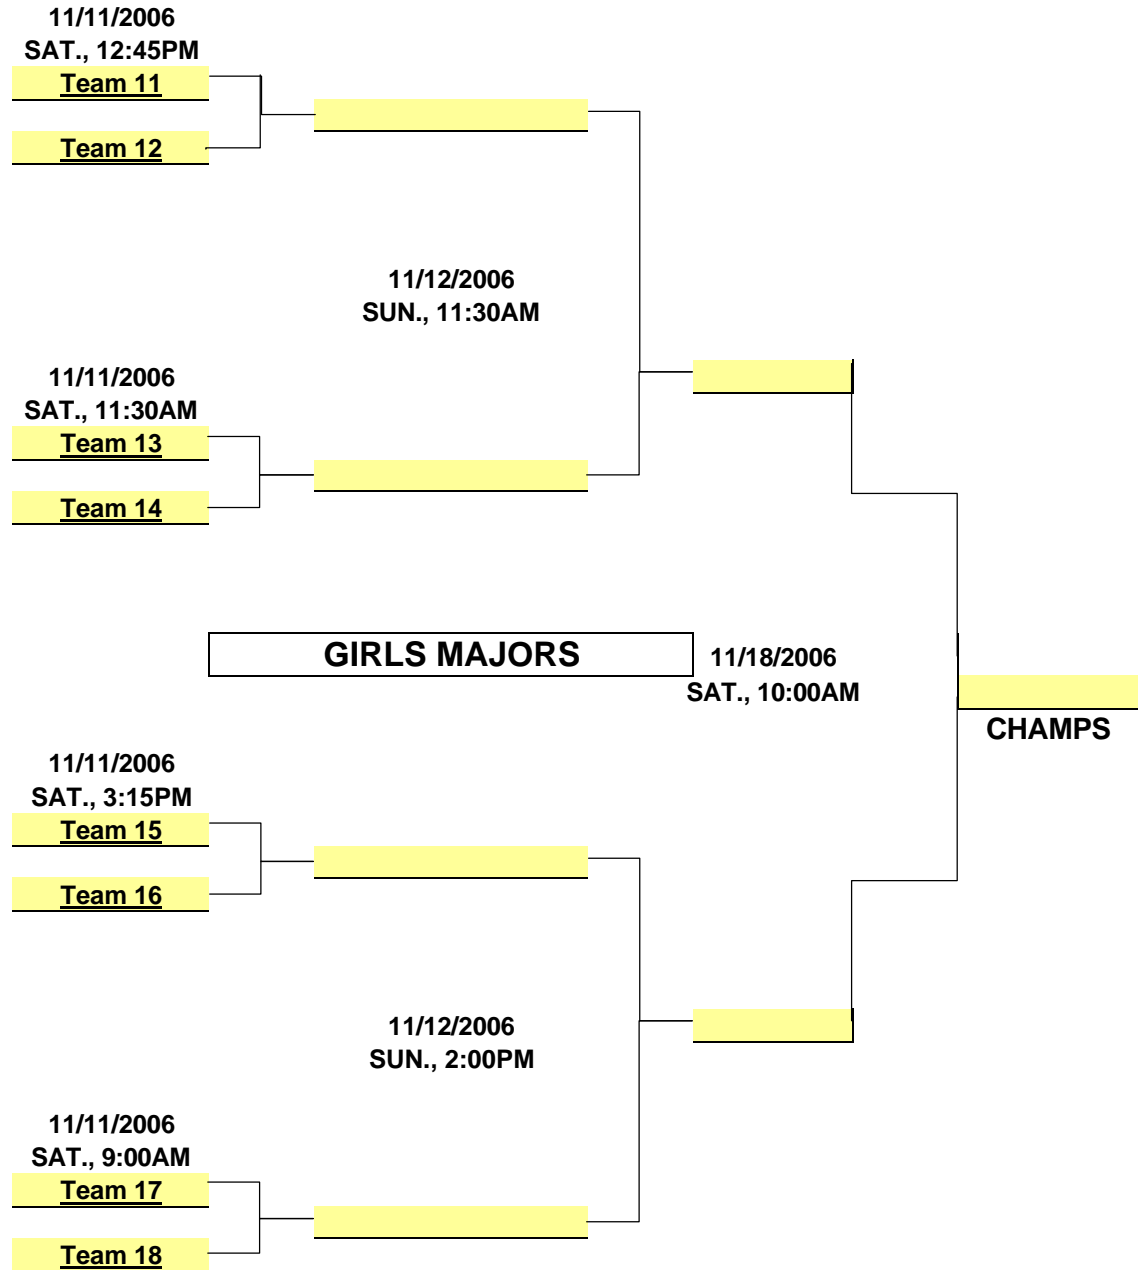 11/11/2006
SAT., 12:45PM
Team 11
Team 12
11/12/2006
SUN., 11:30AM
11/11/2006
SAT., 11:30AM
Team 13
Team 14
GIRLS MAJORS
11/18/2006
SAT., 10:00AM
CHAMPS
11/11/2006
SAT., 3:15PM
Team 15
Team 16
11/12/2006
SUN., 2:00PM
11/11/2006
SAT., 9:00AM
Team 17
Team 18